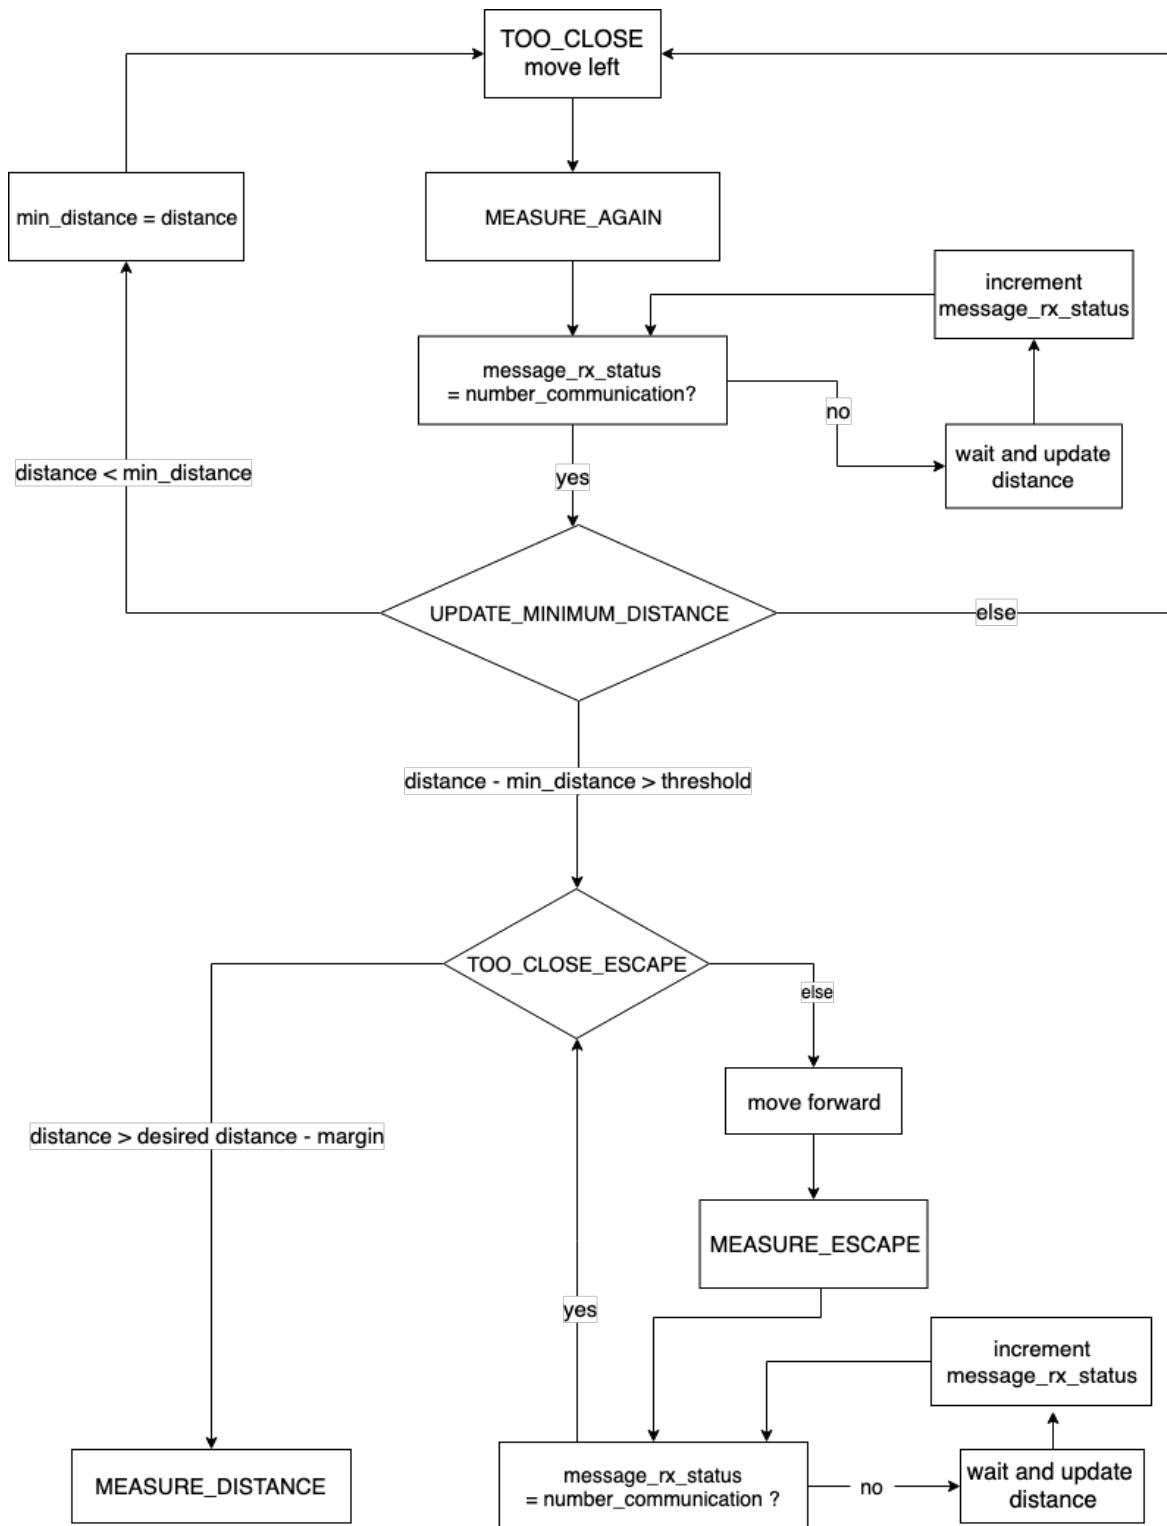 TOO_CLOSE
move left
min_distance = distance
MEASURE_AGAIN
increment
message_rx_status
message_rx_status
= number_communication?
no
wait and update
distance
distance < min_distance
yes
UPDATE_MINIMUM_DISTANCE
else
distance - min_distance > threshold
TOO_CLOSE_ESCAPE
else
move forward
distance > desired distance - margin
MEASURE_ESCAPE
yes
increment
message_rx_status
MEASURE_DISTANCE
message_rx_status
= number_communication ?
no
wait and update
distance